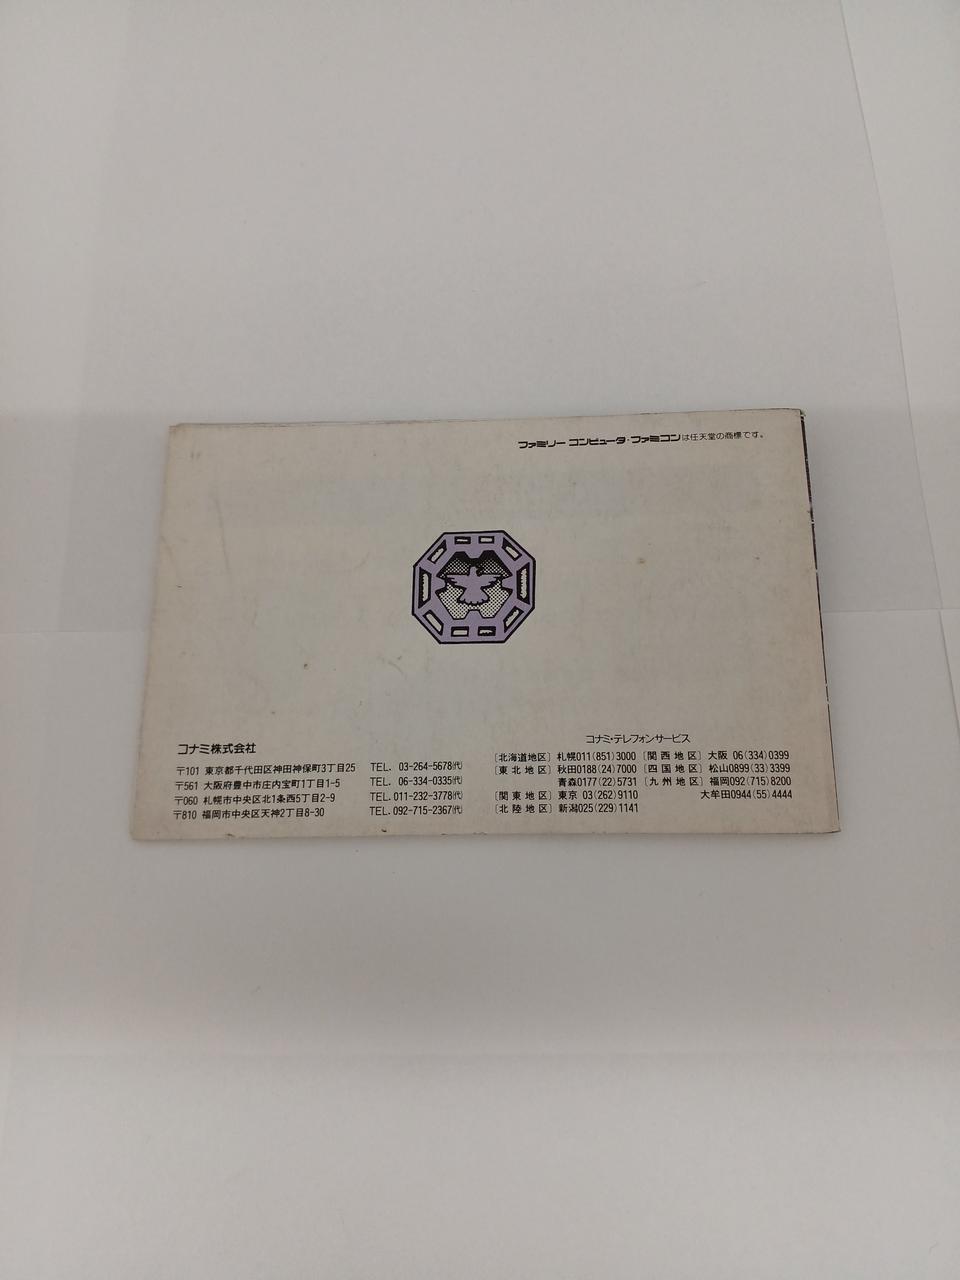 ファミリー コンピュータ・ファミコンは任天堂の商標です。
コナミ株式会社
〒101 東京都千代田区神田神保町3丁目25 TEL. 03-264-5678(代)
〒561 大阪府豊中市庄内宝町1丁目1-5 TEL. 06-334-0335(代)
〒060 札幌市中央区北1条西5丁目2-9 TEL. 011-232-3778(代)
〒810 福岡市中央区天神2丁目8-30 TEL. 092-715-2367(代)
コナミ・テレフォンサービス
〔北海道地区〕 札幌011(851)3000 〔関西地区〕 大阪 06(334)0399
〔東北地区〕 秋田0188(24)7000 〔四国地区〕 松山0899(33)3399
青森0177(22)5731 〔九州地区〕 福岡092(715)8200
〔関東地区〕 東京 03(262)9110 大牟田0944(55)4444
〔北陸地区〕 新潟025(229)1141